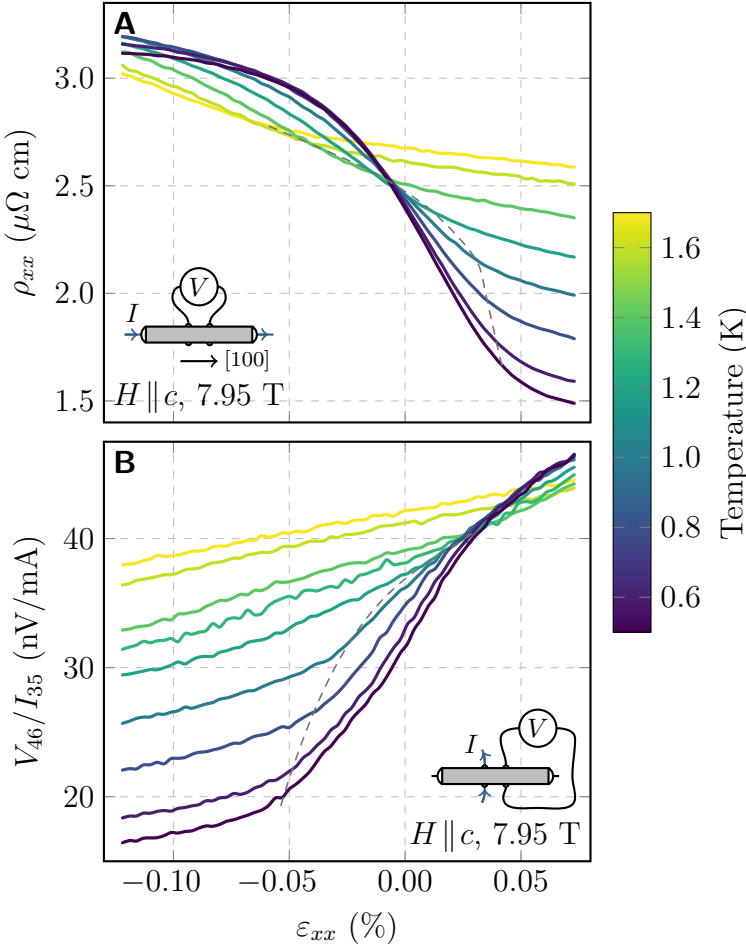 A
3.0
2.5
2.0
1.5
ρxx (μΩ cm)
V
I
[100]
H ∥ c, 7.95 T
B
40
30
20
V46/I35 (nV/mA)
V
I
H ∥ c, 7.95 T
−0.10
−0.05
0.00
0.05
εxx (%)
1.6
1.4
1.2
1.0
0.8
0.6
Temperature (K)